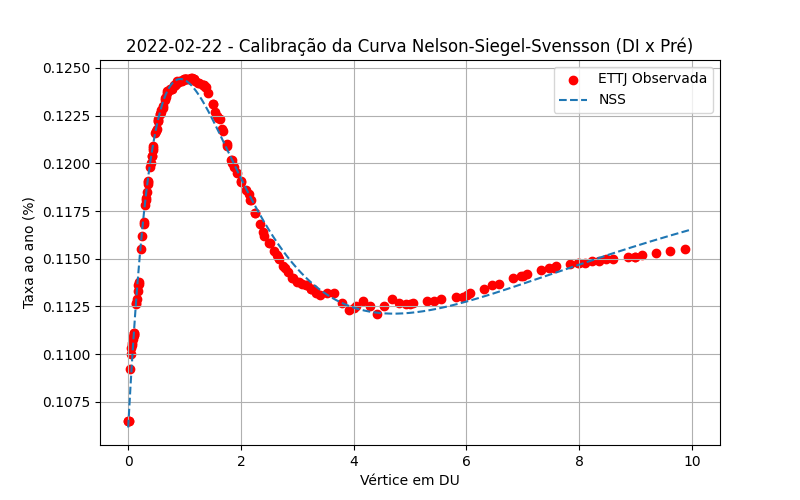 2022-02-22 - Calibração da Curva Nelson-Siegel-Svensson (DI x Pré)
ETTJ Observada
NSS
Taxa ao ano (%)
0.1250
0.1225
0.1200
0.1175
0.1150
0.1125
0.1100
0.1075
0
2
4
6
8
10
Vértice em DU